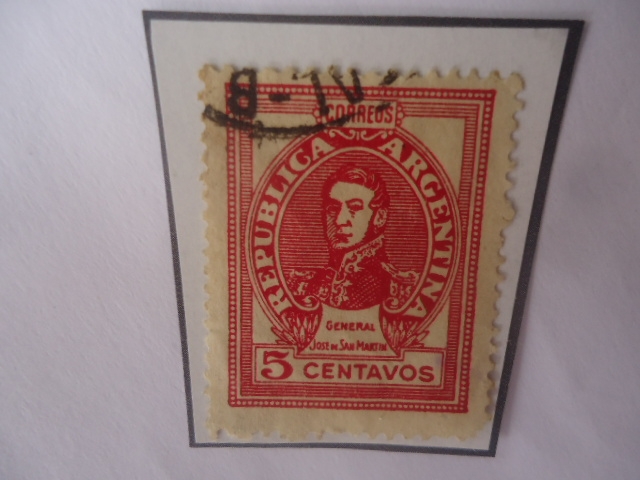 CORREOS
REPUBLICA ARGENTINA
GENERAL
JOSE DE SAN MARTIN
5 CENTAVOS